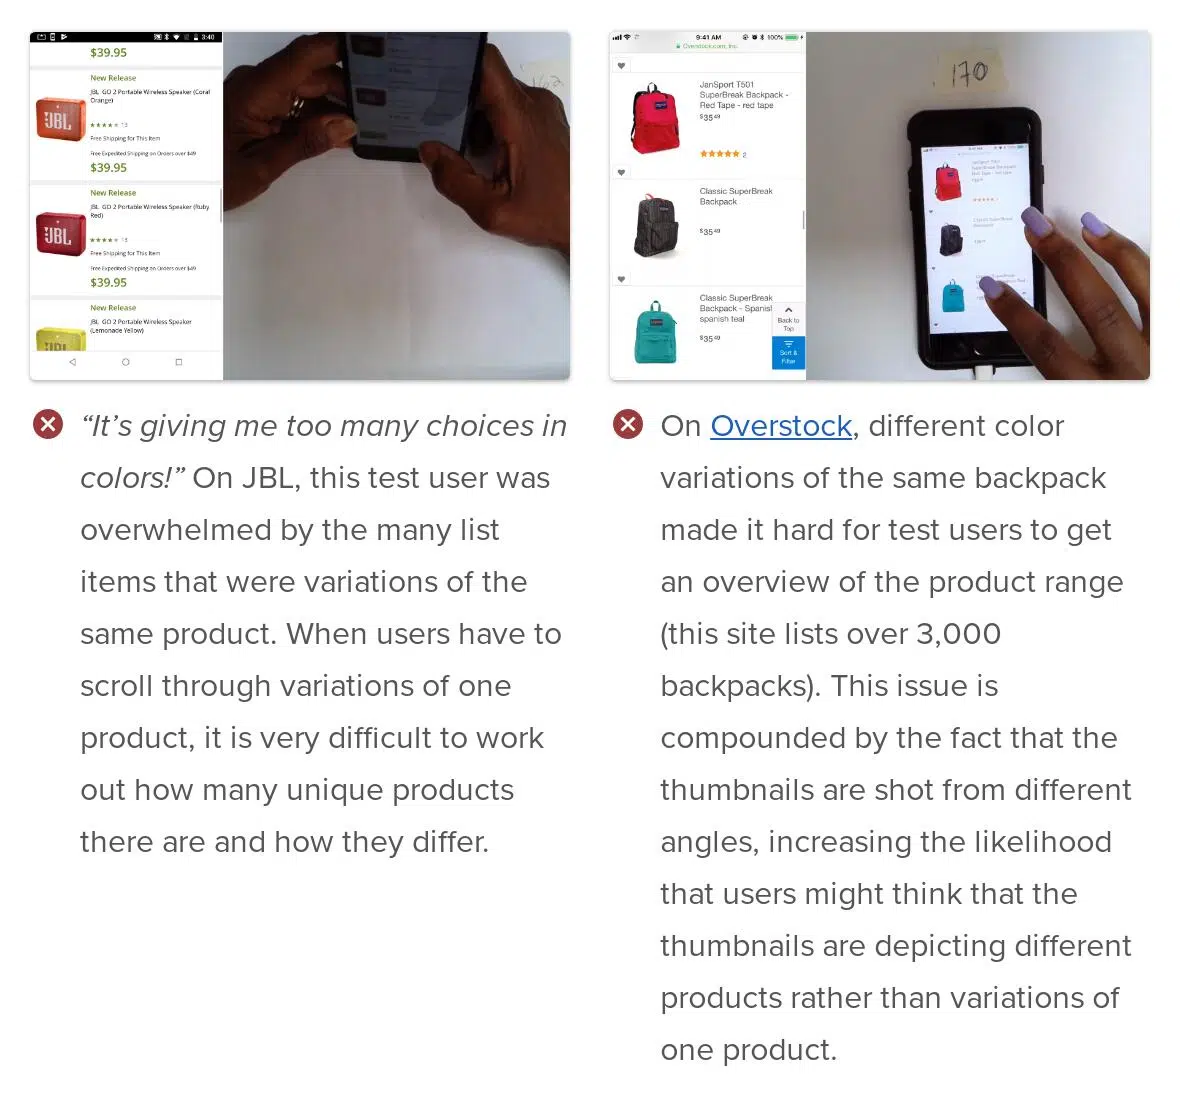 3:40
$39.95
New Release
JBL GO 2 Portable Wireless Speaker (Coral
Orange)
13
Free Shipping for This Item
Free Expedited Shipping on Orders over $49
$39.95
New Release
JBL GO 2 Portable Wireless Speaker (Ruby
Red)
13
Free Shipping for This Item
Free Expedited Shipping on Orders over $49
$39.95
New Release
JBL GO 2 Portable Wireless Speaker
(Lemonade Yellow)
JBL
JBL
9:41 AM 100%
Overstock.com, Inc.
JanSport T501
SuperBreak Backpack -
Red Tape - red tape
$35.49
2
Classic SuperBreak
Backpack
$35.49
Classic SuperBreak
Backpack - Spanish
spanish teal
$35.49
Back to
Top
Sort &
Filter
170
“It’s giving me too many choices in
colors!” On JBL, this test user was
overwhelmed by the many list
items that were variations of the
same product. When users have to
scroll through variations of one
product, it is very difficult to work
out how many unique products
there are and how they differ.
On Overstock, different color
variations of the same backpack
made it hard for test users to get
an overview of the product range
(this site lists over 3,000
backpacks). This issue is
compounded by the fact that the
thumbnails are shot from different
angles, increasing the likelihood
that users might think that the
thumbnails are depicting different
products rather than variations of
one product.